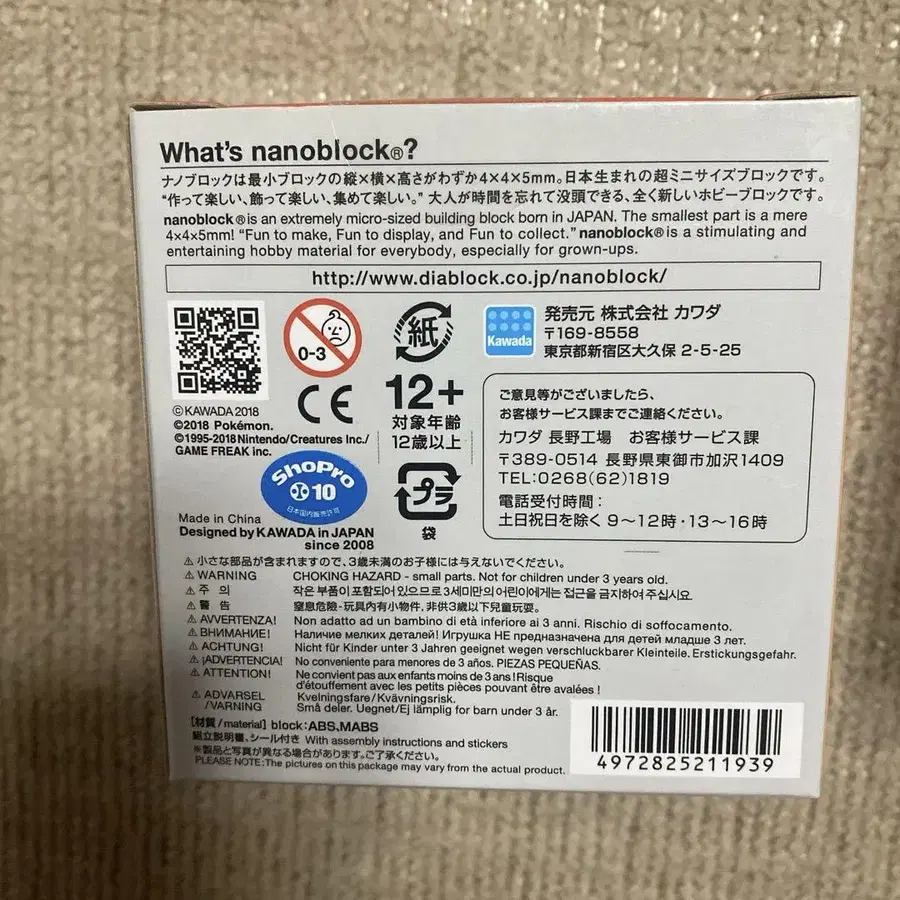 What's nanoblock®?
ナノブロックは最小ブロックの縦×横×高さがわずか4×4×5mm。日本生まれの超ミニサイズブロックです。
“作って楽しい、飾って楽しい、集めて楽しい。” 大人が時間を忘れて没頭できる、全く新しいホビーブロックです。
nanoblock® is an extremely micro-sized building block born in JAPAN. The smallest part is a mere
4×4×5mm! “Fun to make, Fun to display, and Fun to collect.” nanoblock® is a stimulating and
entertaining hobby material for everybody, especially for grown-ups.
http://www.diablock.co.jp/nanoblock/
0-3
CE
©KAWADA 2018
©2018 Pokémon.
©1995-2018 Nintendo/Creatures Inc./
GAME FREAK inc.
ShoPro
10
日本国内販売許可
Made in China
Designed by KAWADA in JAPAN
since 2008
紙
12+
対象年齢
12歳以上
プラ
袋
Kawada
発売元 株式会社 カワダ
〒169-8558
東京都新宿区大久保 2-5-25
ご意見等がございましたら、
お客様サービス課までご連絡ください。
カワダ 長野工場 お客様サービス課
〒389-0514 長野県東御市加沢1409
TEL:0268(62)1819
電話受付時間:
土日祝日を除く 9~12時・13~16時
⚠ 小さな部品が含まれますので、3歳未満のお子様には与えないでください。
⚠ WARNING CHOKING HAZARD - small parts. Not for children under 3 years old.
⚠ 주 의 작은 부품이 포함되어 있으므로 3세미만의 어린이에게는 접근을 금지하여 주십시오.
⚠ 警 告 窒息危險-玩具內有小物件, 非供3歲以下兒童玩耍.
⚠ AVVERTENZA! Non adatto ad un bambino di età inferiore ai 3 anni. Rischio di soffocamento.
⚠ ВНИМАНИЕ! Наличие мелких деталей! Игрушка НЕ предназначена для детей младше 3 лет.
⚠ ACHTUNG! Nicht für Kinder unter 3 Jahren geeignet wegen verschluckbarer Kleinteile. Erstickungsgefahr.
⚠ ¡ADVERTENCIA! No conveniente para menores de 3 años. PIEZAS PEQUEÑAS.
⚠ ATTENTION! Ne convient pas aux enfants moins de 3 ans! Risque
d'étouffement avec les petits pièces pouvant être avalées !
⚠ ADVARSEL Kvelningsfare/Kvävningsrisk.
/VARNING Små deler. Uegnet/Ej lämplig for barn under 3 år.
【材質/material】block:ABS,MABS
組立説明書、シール付き With assembly instructions and stickers
※製品と写真が異なる場合があります。ご了承ください。
PLEASE NOTE:The pictures on this package may vary from the actual product.
4972825211939